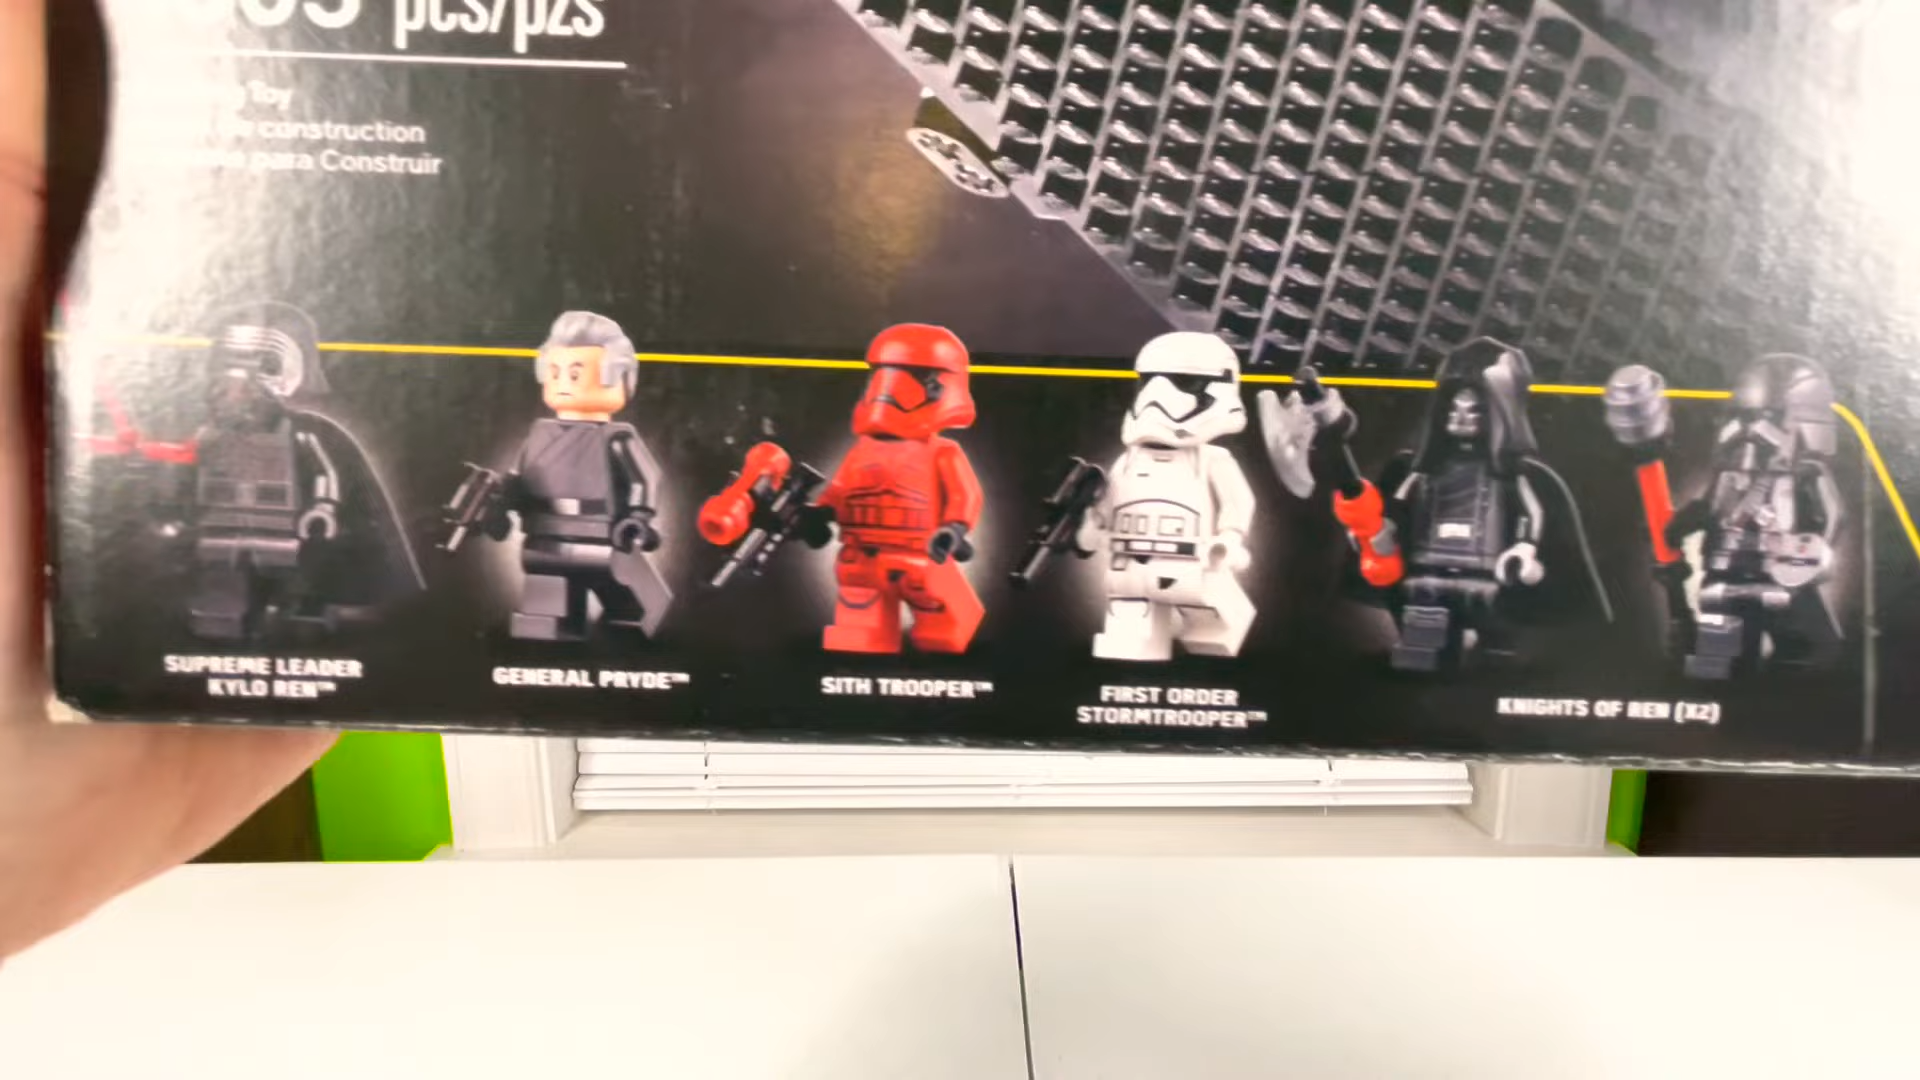 pcs/pzs
Toy
construction
para Construir
SUPREME LEADER
KYLO REN™
GENERAL PRYDE™
SITH TROOPER™
FIRST ORDER
STORMTROOPER™
KNIGHTS OF REN (X2)